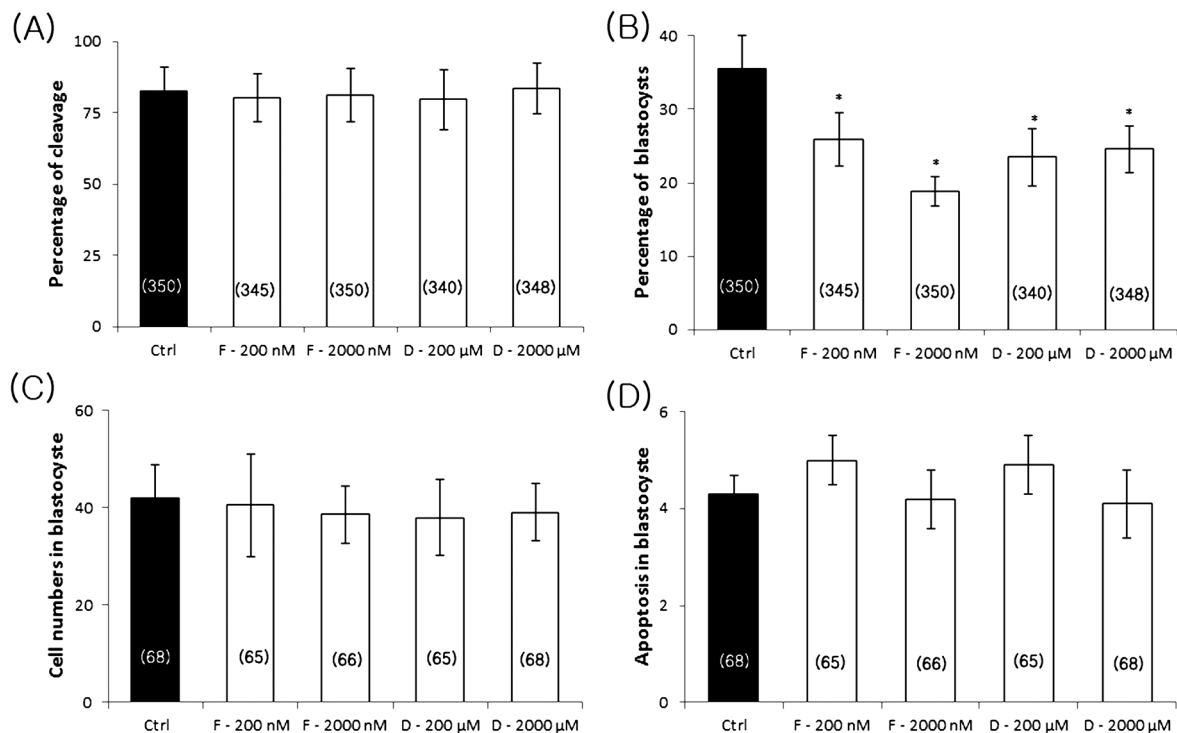 (A)
Percentage of cleavage
100
75
50
25
0
(350)
(345)
(350)
(340)
(348)
Ctrl
F - 200 nM
F - 2000 nM
D - 200 µM
D - 2000 µM
(B)
Percentage of blastocysts
40
30
20
10
0
*
*
*
*
(350)
(345)
(350)
(340)
(348)
Ctrl
F - 200 nM
F - 2000 nM
D - 200 µM
D - 2000 µM
(C)
Cell numbers in blastocyste
60
40
20
0
(68)
(65)
(66)
(65)
(68)
Ctrl
F - 200 nM
F - 2000 nM
D - 200 µM
D - 2000 µM
(D)
Apoptosis in blastocyste
6
4
2
0
(68)
(65)
(66)
(65)
(68)
Ctrl
F - 200 nM
F - 2000 nM
D - 200 µM
D - 2000 µM